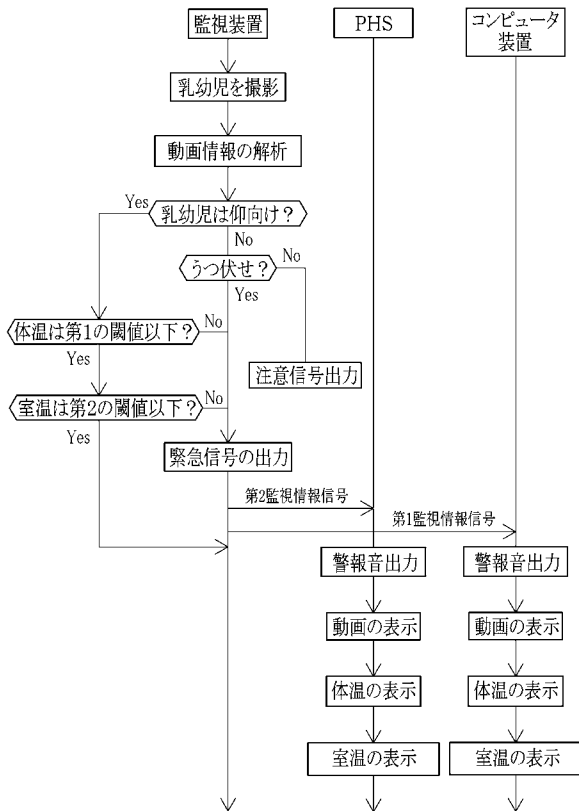 監視装置
PHS
コンピュータ
装置
乳幼児を撮影
動画情報の解析
乳幼児は仰向け？
Yes
No
うつ伏せ？
No
Yes
体温は第1の閾値以下？
No
Yes
注意信号出力
室温は第2の閾値以下？
No
Yes
緊急信号の出力
第2監視情報信号
第1監視情報信号
警報音出力
警報音出力
動画の表示
動画の表示
体温の表示
体温の表示
室温の表示
室温の表示